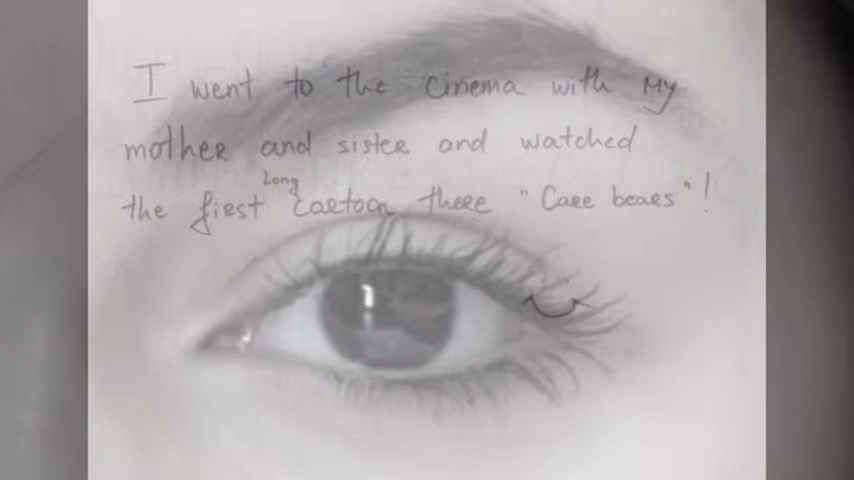 I went to the cinema with my
mother and sister and watched
the first long cartoon there "Care bears"!